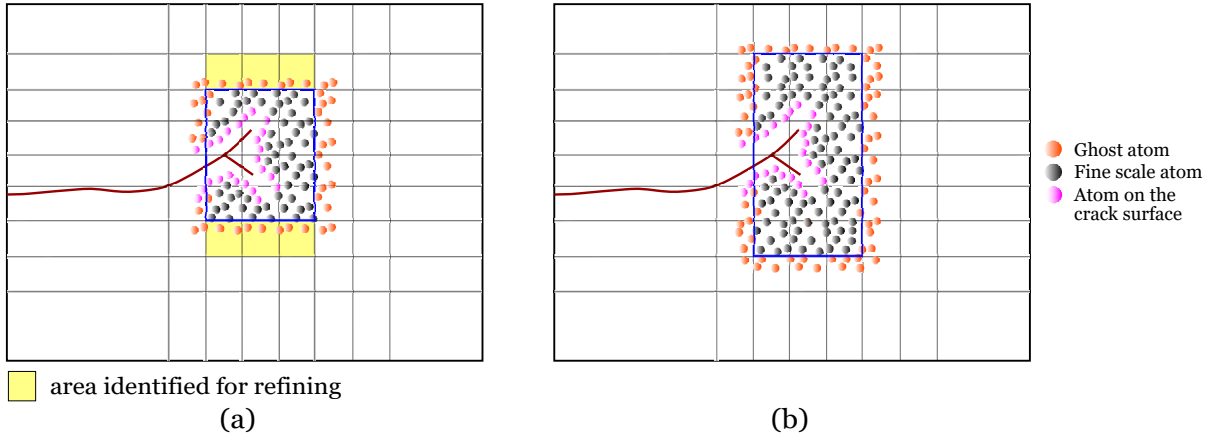 Ghost atom
Fine scale atom
Atom on the
crack surface
area identified for refining
(a)
(b)